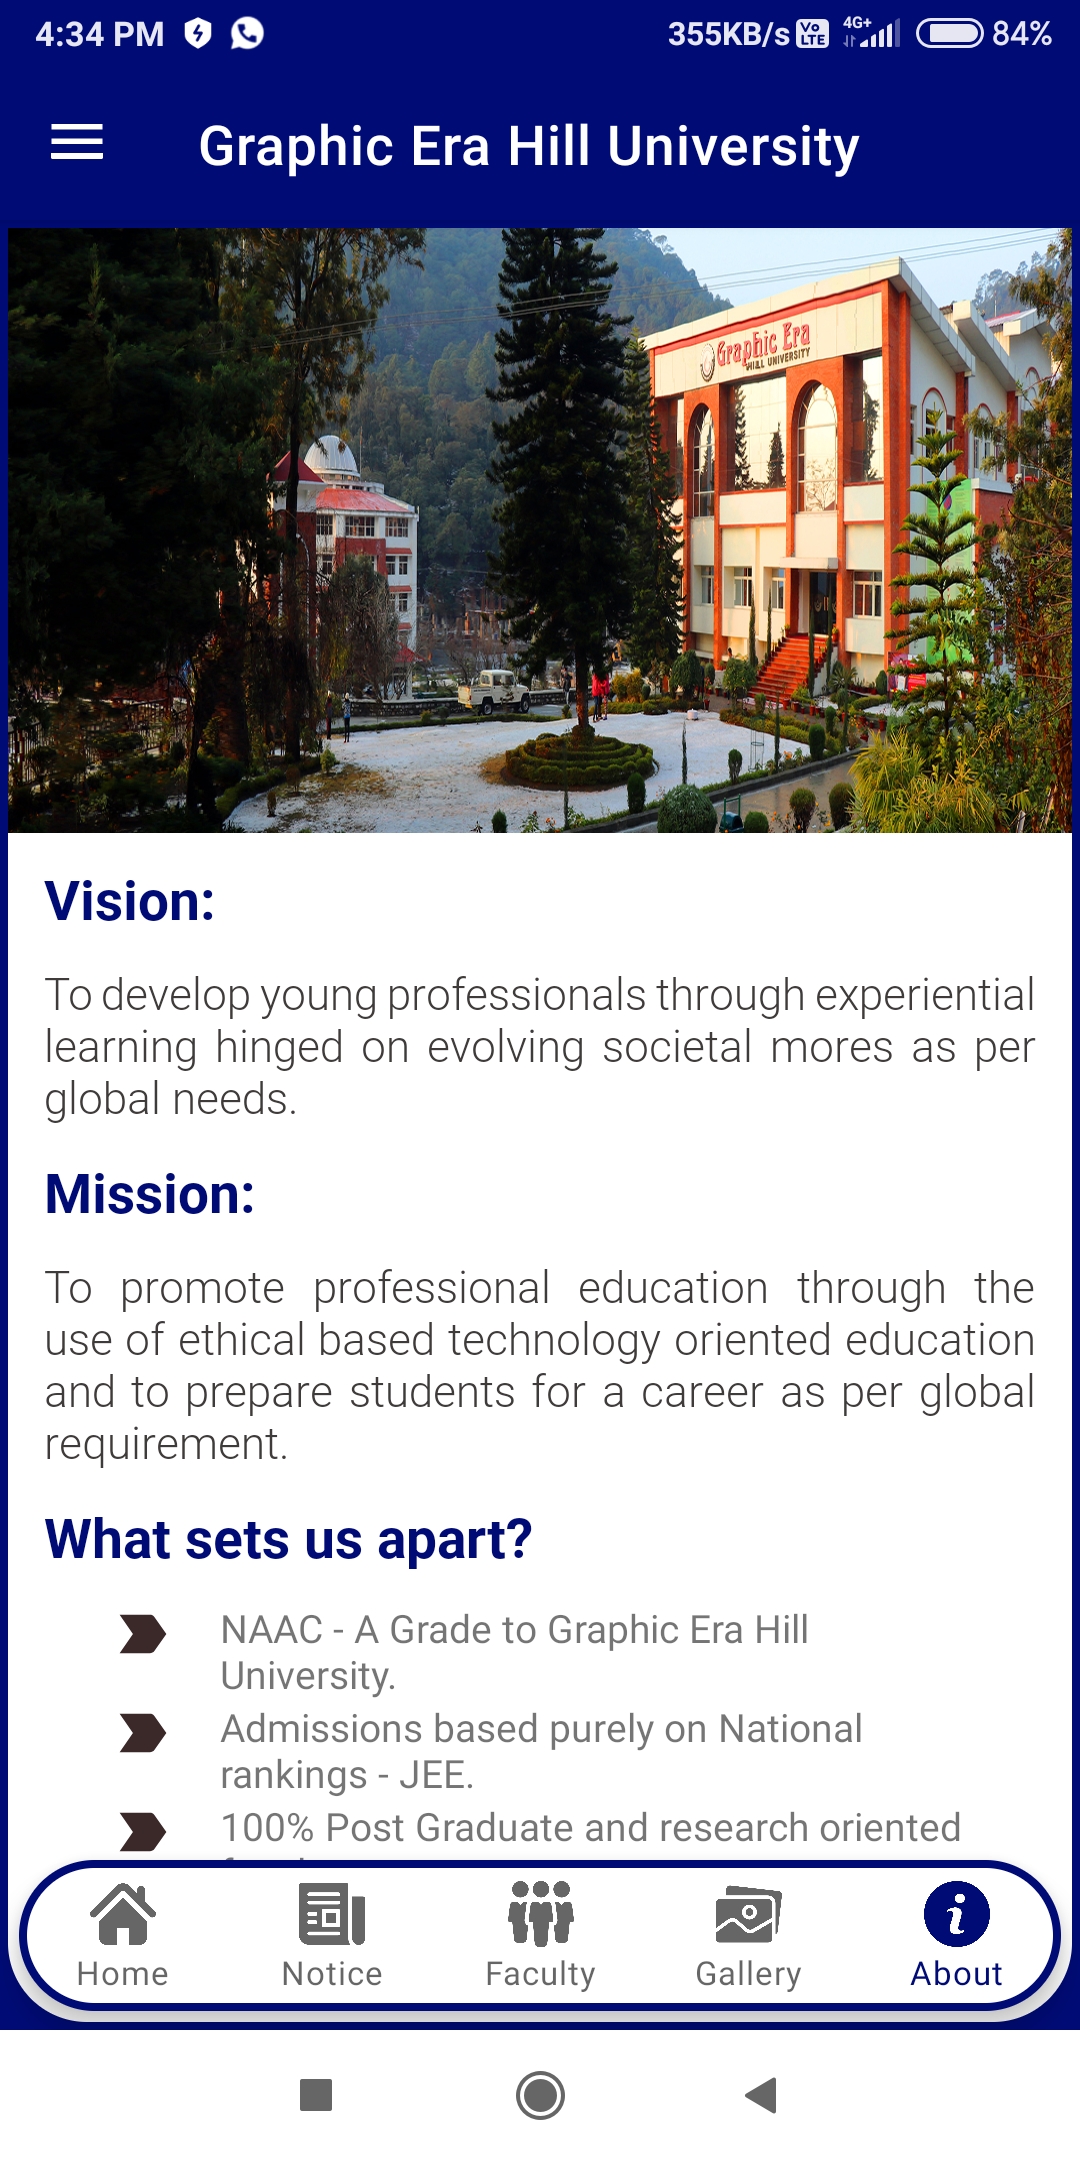 4:34 PM 355KB/s Vo LTE 4G+ 84%
Graphic Era Hill University
Graphic Era
HILL UNIVERSITY
Vision:
To develop young professionals through experiential
learning hinged on evolving societal mores as per
global needs.
Mission:
To promote professional education through the
use of ethical based technology oriented education
and to prepare students for a career as per global
requirement.
What sets us apart?
NAAC - A Grade to Graphic Era Hill
University.
Admissions based purely on National
rankings - JEE.
100% Post Graduate and research oriented
Home Notice Faculty Gallery About